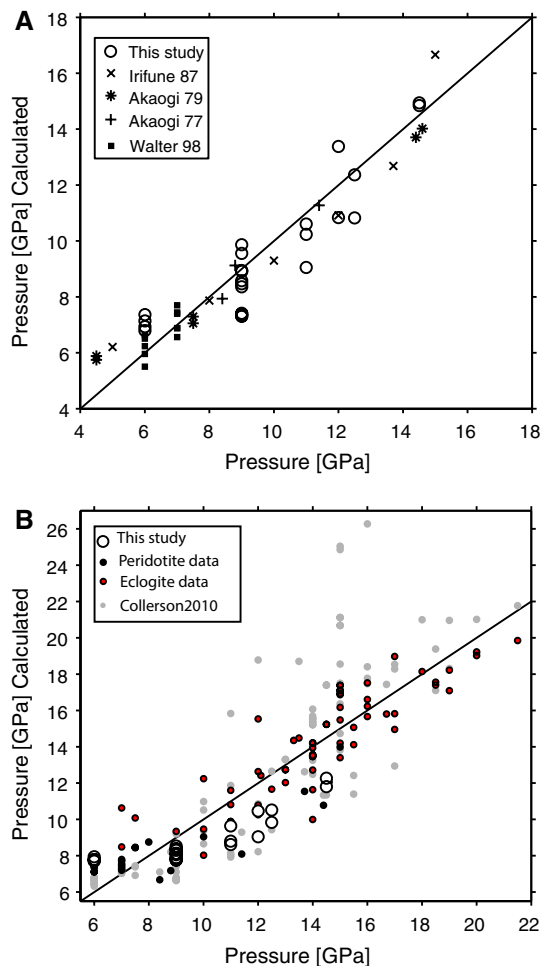 A
18
16
14
12
10
8
6
4
Pressure [GPa] Calculated
This study
Irifune 87
Akaogi 79
Akaogi 77
Walter 98
4 6 8 10 12 14 16 18
Pressure [GPa]
B
26
24
22
20
18
16
14
12
10
8
6
Pressure [GPa] Calculated
This study
Peridotite data
Eclogite data
Collerson2010
6 8 10 12 14 16 18 20 22
Pressure [GPa]